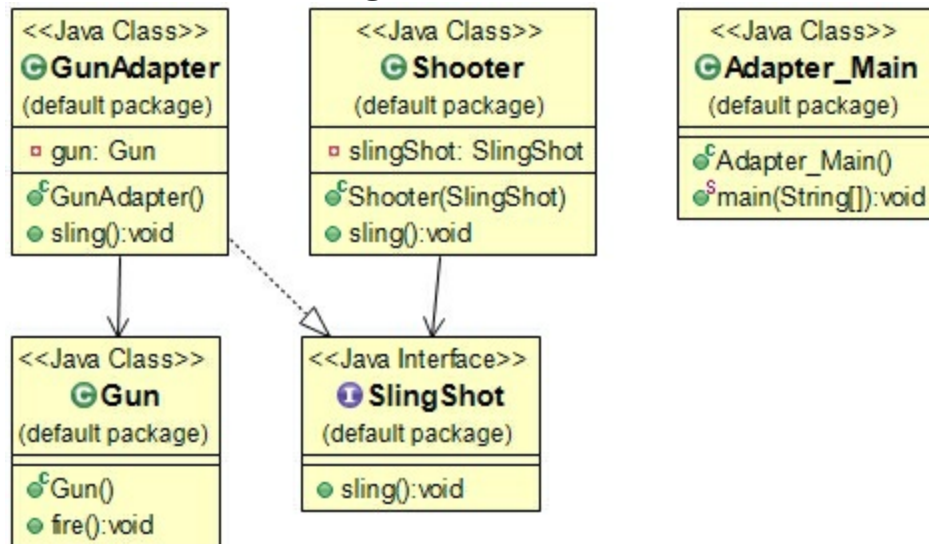 <<Java Class>>
GunAdapter
(default package)
gun: Gun
GunAdapter()
sling():void
<<Java Class>>
Shooter
(default package)
slingShot: SlingShot
Shooter(SlingShot)
sling():void
<<Java Class>>
Adapter_Main
(default package)
Adapter_Main()
main(String[]):void
<<Java Class>>
Gun
(default package)
Gun()
fire():void
<<Java Interface>>
SlingShot
(default package)
sling():void